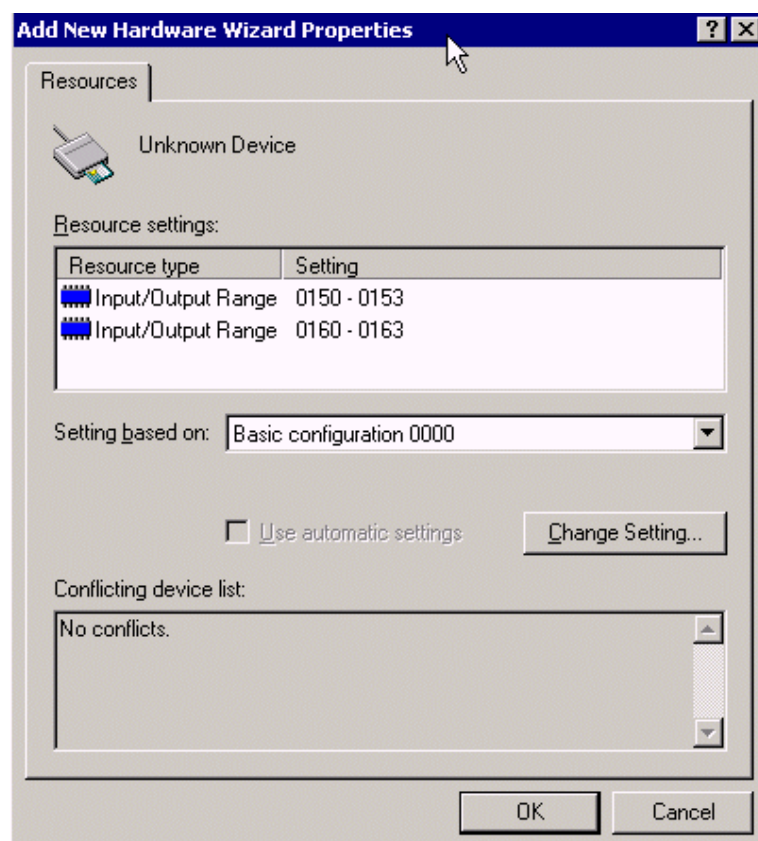 Add New Hardware Wizard Properties
Resources
Unknown Device
Resource settings:
Resource type Setting
Input/Output Range 0150 - 0153
Input/Output Range 0160 - 0163
Setting based on: Basic configuration 0000
Use automatic settings Change Setting...
Conflicting device list:
No conflicts.
OK Cancel